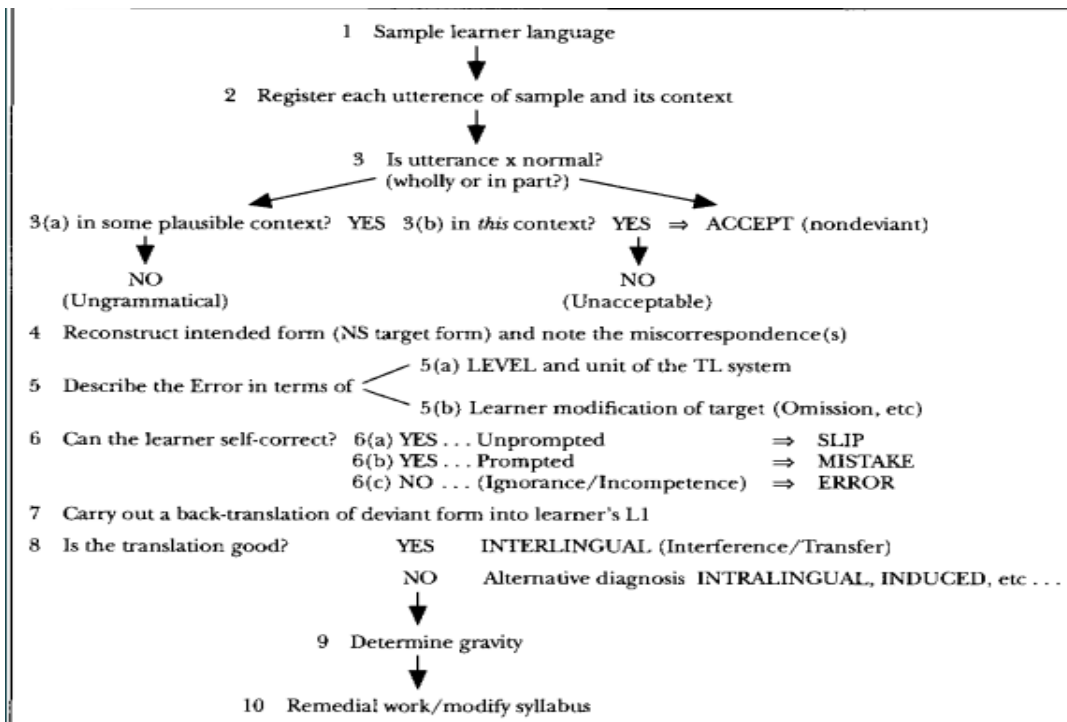 1 Sample learner language
2 Register each utterence of sample and its context
3 Is utterance x normal?
(wholly or in part?)
3(a) in some plausible context? YES 3(b) in this context? YES ⇒ ACCEPT (nondeviant)
NO NO
(Ungrammatical) (Unacceptable)
4 Reconstruct intended form (NS target form) and note the miscorrespondence(s)
5(a) LEVEL and unit of the TL system
5 Describe the Error in terms of
5(b) Learner modification of target (Omission, etc)
6 Can the learner self-correct? 6(a) YES ... Unprompted ⇒ SLIP
6(b) YES ... Prompted ⇒ MISTAKE
6(c) NO ... (Ignorance/Incompetence) ⇒ ERROR
7 Carry out a back-translation of deviant form into learner's L1
8 Is the translation good? YES INTERLINGUAL (Interference/Transfer)
NO Alternative diagnosis INTRALINGUAL, INDUCED, etc ...
9 Determine gravity
10 Remedial work/modify syllabus